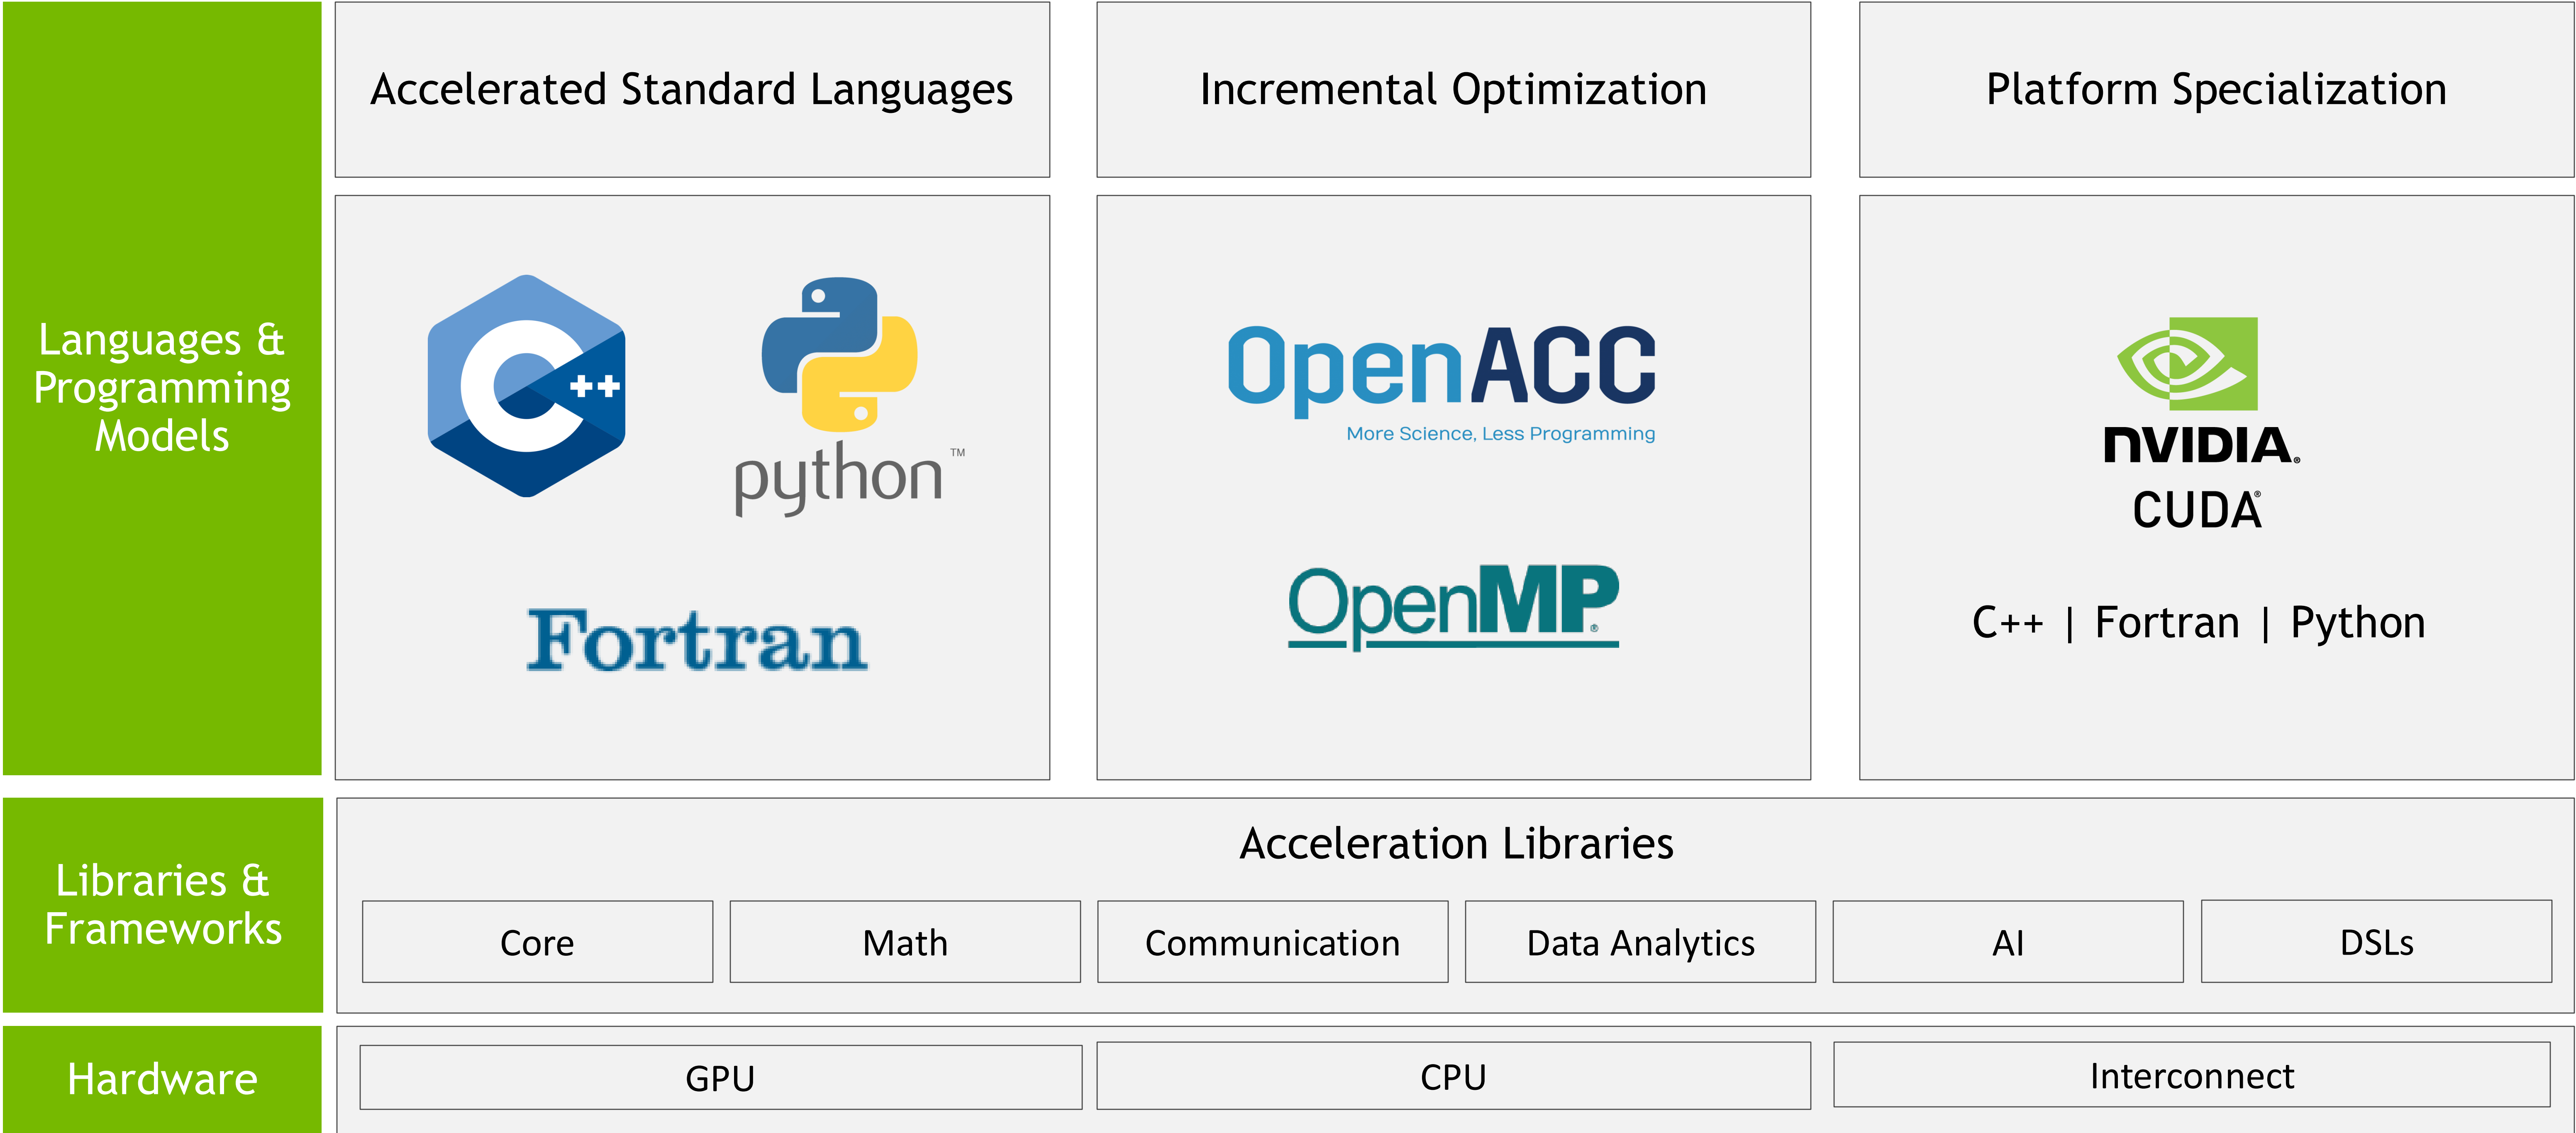 Accelerated Standard Languages
Incremental Optimization
Platform Specialization
Languages &
Programming
Models
C++
python™
Fortran
OpenACC
More Science, Less Programming
OpenMP®
NVIDIA®
CUDA®
C++ | Fortran | Python
Libraries &
Frameworks
Acceleration Libraries
Core
Math
Communication
Data Analytics
AI
DSLs
Hardware
GPU
CPU
Interconnect